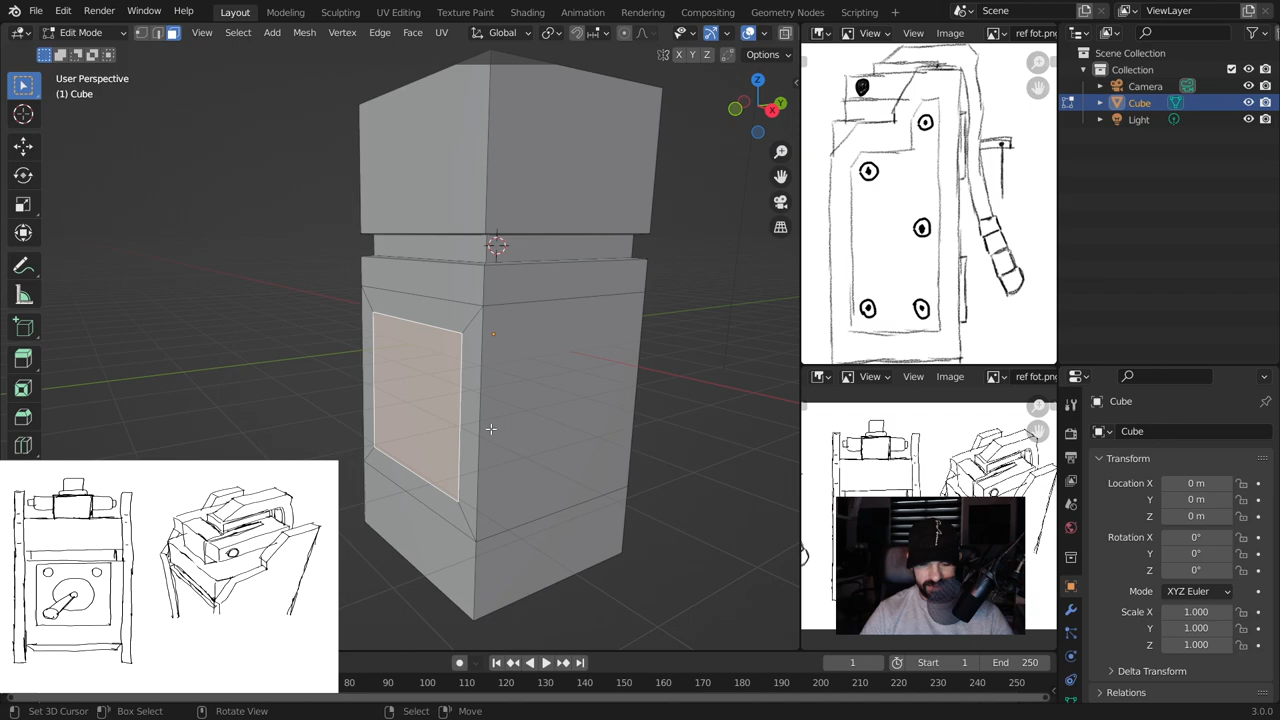 File Edit Render Window Help Layout Modeling Sculpting UV Editing Texture Paint Shading Animation Rendering Compositing Geometry Nodes Scripting Scene ViewLayer
Edit Mode View Select Add Mesh Vertex Edge Face UV Global View Image
X Y Z Options
User Perspective
(1) Cube
Z
Y
X
Scene Collection
Collection
Camera
Cube
Light
View View Image ref fot.png
Cube
Cube
Transform
Location X 0 m
Y 0 m
Z 0 m
Rotation X 0°
Y 0°
Z 0°
Mode XYZ Euler
Scale X 1.000
Y 1.000
Z 1.000
Delta Transform
Relations
1 Start 1 End 250
80 90 100 110 120 130 140 150 160 170 180 190 200 210 220 230 240 250
Set 3D Cursor Box Select Rotate View Select Move 3.0.0